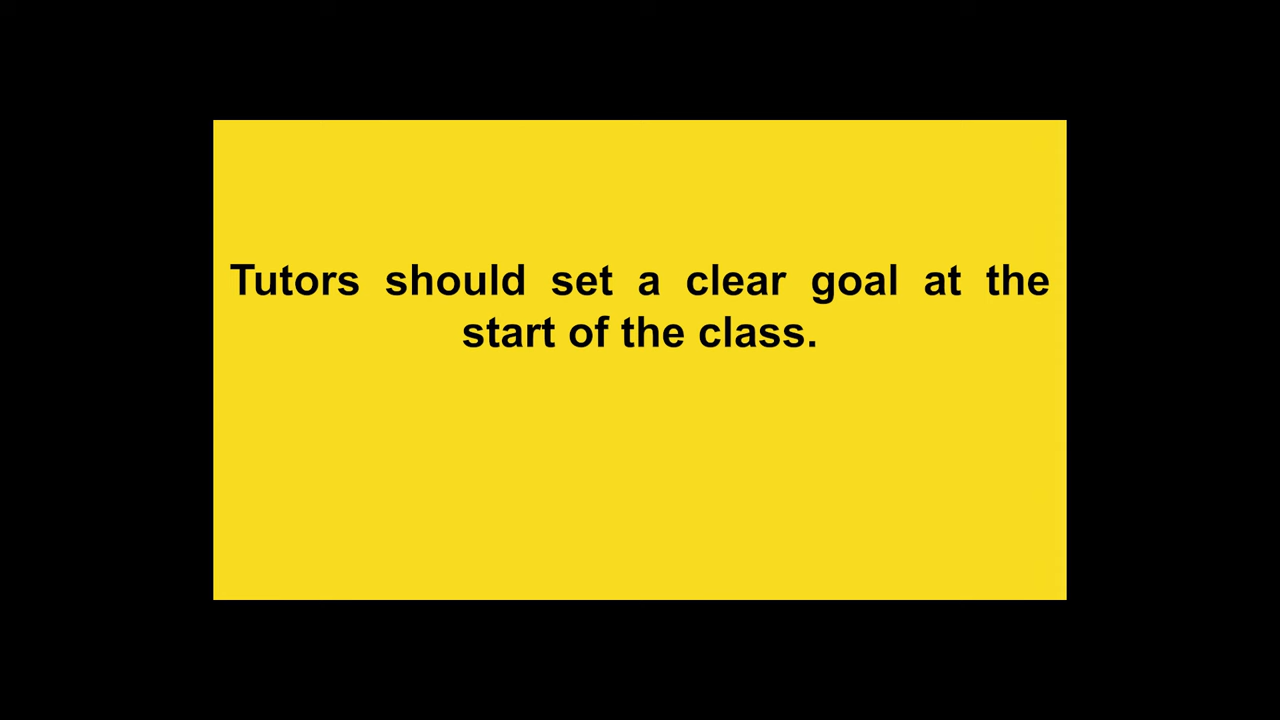 Tutors should set a clear goal at the
start of the class.